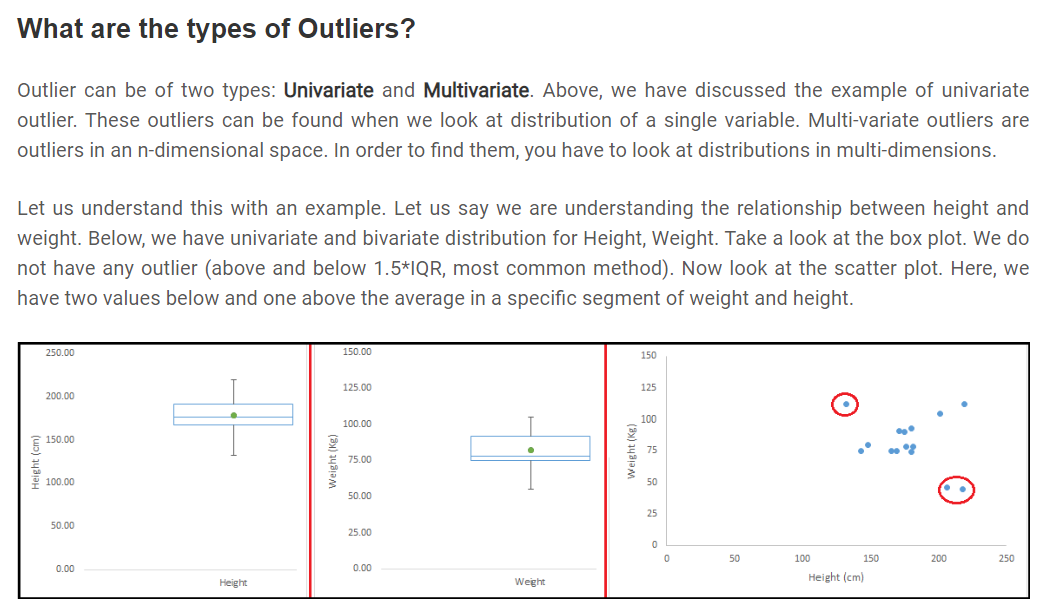 What are the types of Outliers?
Outlier can be of two types: Univariate and Multivariate. Above, we have discussed the example of univariate
outlier. These outliers can be found when we look at distribution of a single variable. Multi-variate outliers are
outliers in an n-dimensional space. In order to find them, you have to look at distributions in multi-dimensions.
Let us understand this with an example. Let us say we are understanding the relationship between height and
weight. Below, we have univariate and bivariate distribution for Height, Weight. Take a look at the box plot. We do
not have any outlier (above and below 1.5*IQR, most common method). Now look at the scatter plot. Here, we
have two values below and one above the average in a specific segment of weight and height.
250.00
200.00
150.00
100.00
50.00
0.00
Height (cm)
Height
150.00
125.00
100.00
75.00
50.00
25.00
0.00
Weight (Kg)
Weight
150
125
100
75
50
25
0
Weight (Kg)
0 50 100 150 200 250
Height (cm)